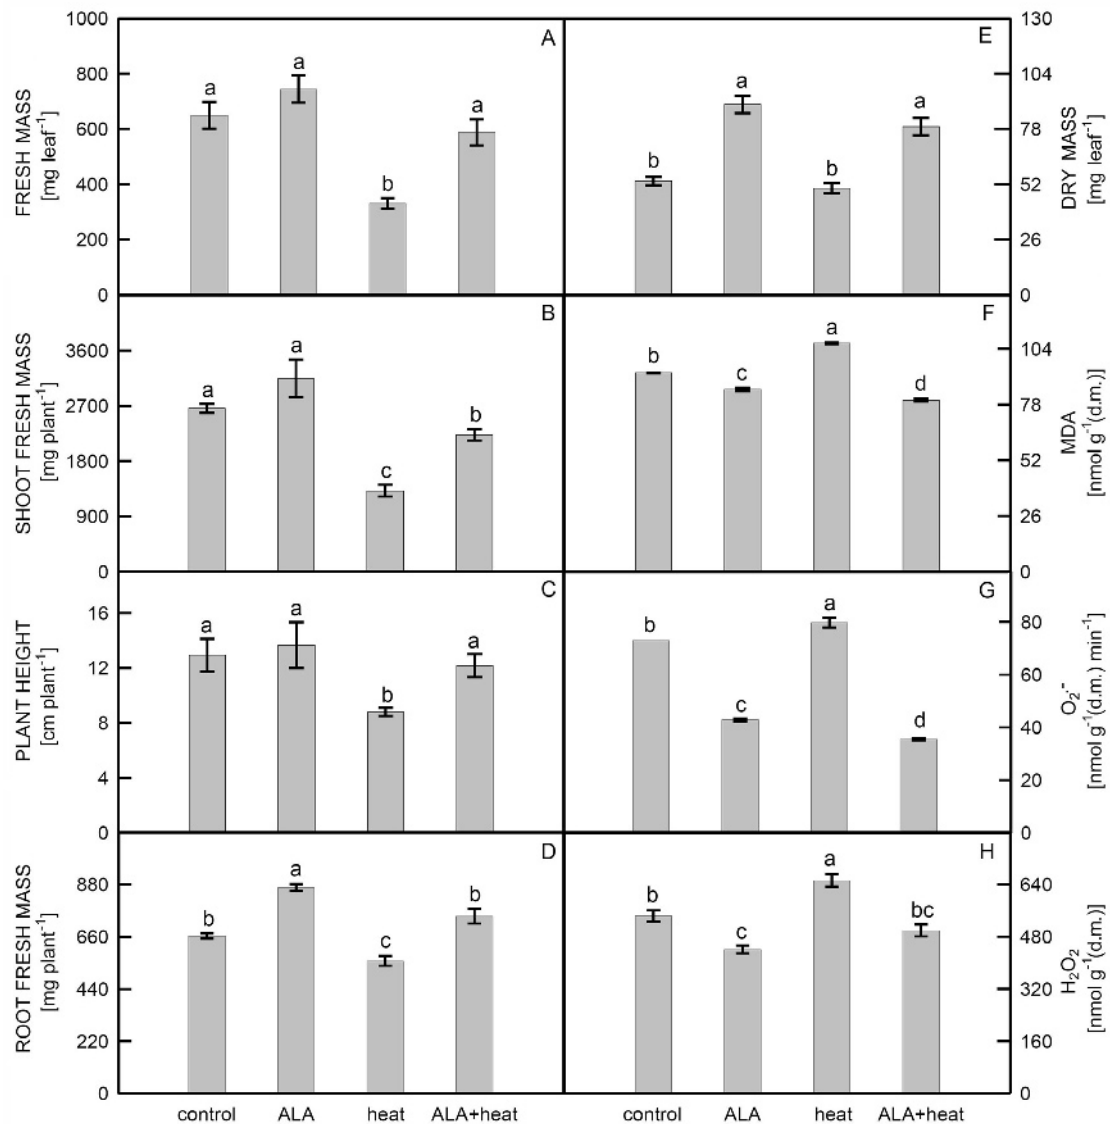 FRESH MASS
[mg leaf⁻¹]
1000
800
600
400
200
0
A
a
a
b
a
E
b
a
b
a
130
104
78
52
26
0
DRY MASS
[mg leaf⁻¹]
SHOOT FRESH MASS
[mg plant⁻¹]
3600
2700
1800
900
0
B
a
a
c
b
F
b
c
a
d
104
78
52
26
0
MDA
[nmol g⁻¹(d.m.)]
PLANT HEIGHT
[cm plant⁻¹]
16
12
8
4
0
C
a
a
b
a
G
b
c
a
d
80
60
40
20
0
O₂·⁻
[nmol g⁻¹(d.m.) min⁻¹]
ROOT FRESH MASS
[mg plant⁻¹]
880
660
440
220
0
D
b
a
c
b
H
b
c
a
bc
640
480
320
160
0
H₂O₂
[nmol g⁻¹(d.m.)]
control ALA heat ALA+heat
control ALA heat ALA+heat